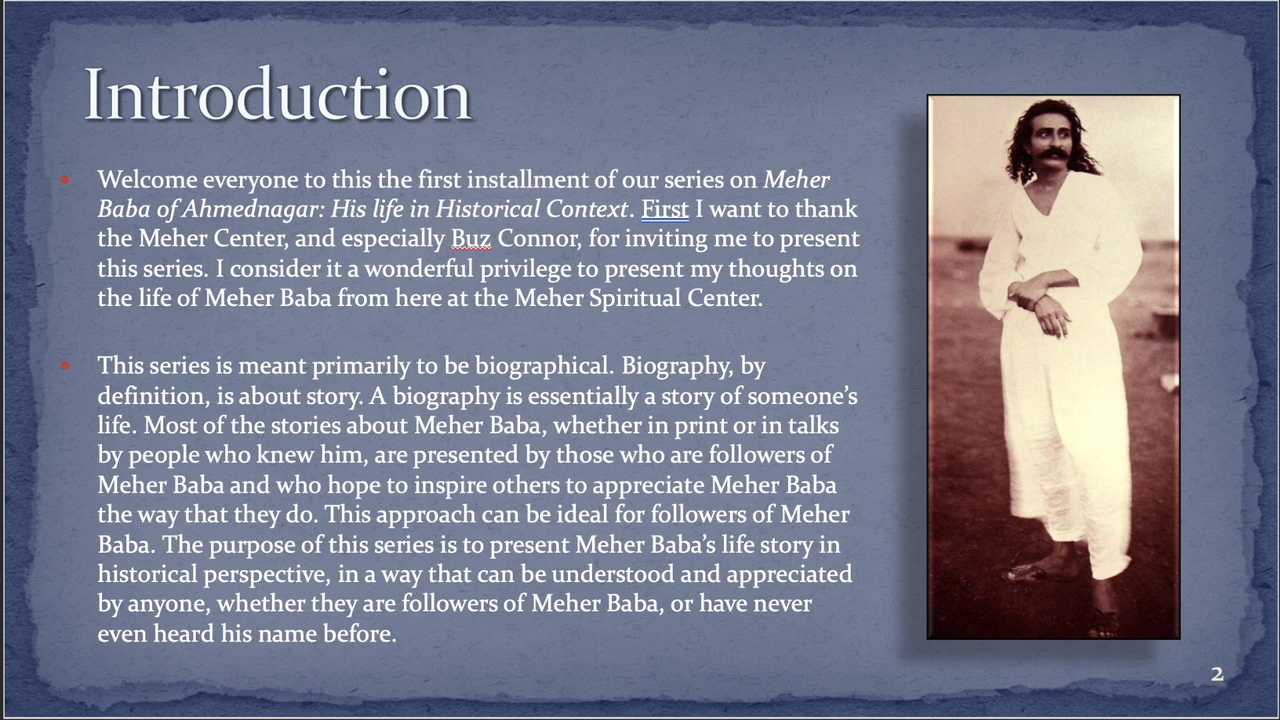 Introduction
• Welcome everyone to this the first installment of our series on Meher
Baba of Ahmednagar: His life in Historical Context. First I want to thank
the Meher Center, and especially Buz Connor, for inviting me to present
this series. I consider it a wonderful privilege to present my thoughts on
the life of Meher Baba from here at the Meher Spiritual Center.
• This series is meant primarily to be biographical. Biography, by
definition, is about story. A biography is essentially a story of someone’s
life. Most of the stories about Meher Baba, whether in print or in talks
by people who knew him, are presented by those who are followers of
Meher Baba and who hope to inspire others to appreciate Meher Baba
the way that they do. This approach can be ideal for followers of Meher
Baba. The purpose of this series is to present Meher Baba’s life story in
historical perspective, in a way that can be understood and appreciated
by anyone, whether they are followers of Meher Baba, or have never
even heard his name before.
2